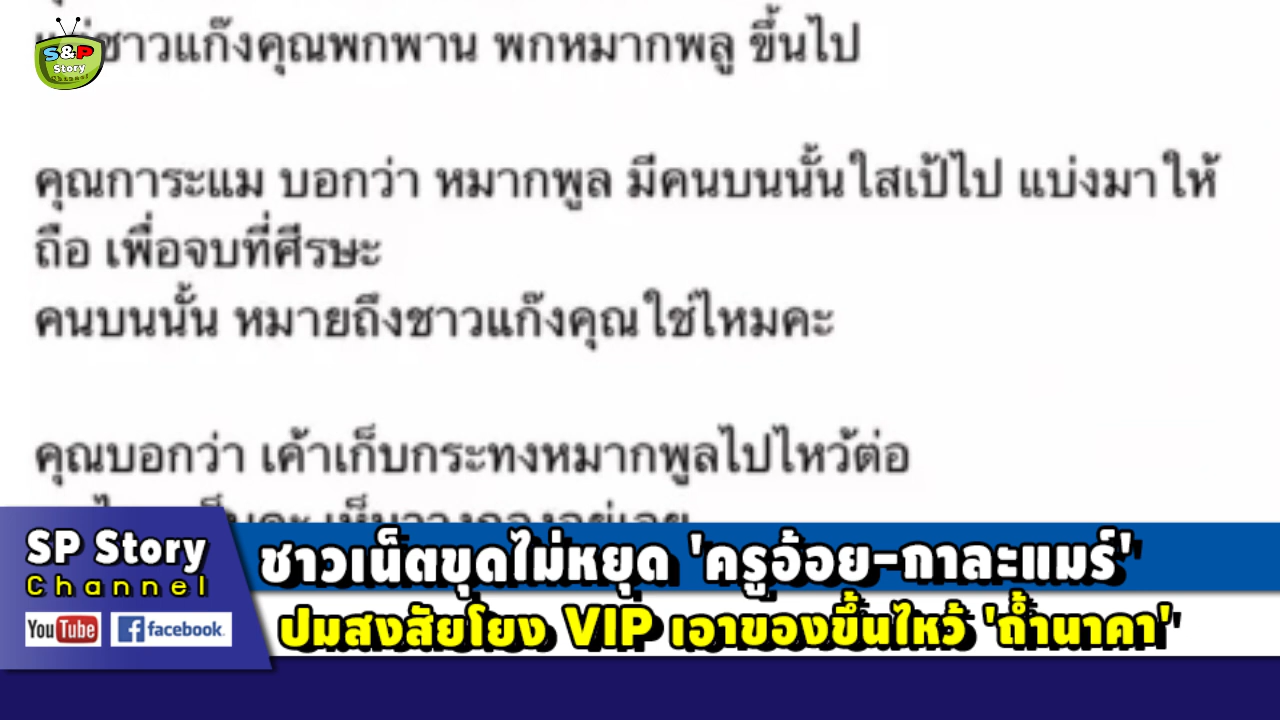 S&P
Story
Channel
ชาวแก๊งคุณพกพาน พกหมากพลู ขึ้นไป
คุณการะแม บอกว่า หมากพูล มีคนบนนั้นใสเป้ไป แบ่งมาให้
ถือ เพื่อจบที่ศีรษะ
คนบนนั้น หมายถึงชาวแก๊งคุณใช่ไหมคะ
คุณบอกว่า เค้าเก็บกระทงหมากพูลไปไหว้ต่อ
SP Story
Channel
YouTube facebook
ชาวเน็ตขุดไม่หยุด 'ครูอ้อย-กาละแมร์'
ปมสงสัยโยง VIP เอาของขึ้นไหว้ 'ถ้ำนาคา'